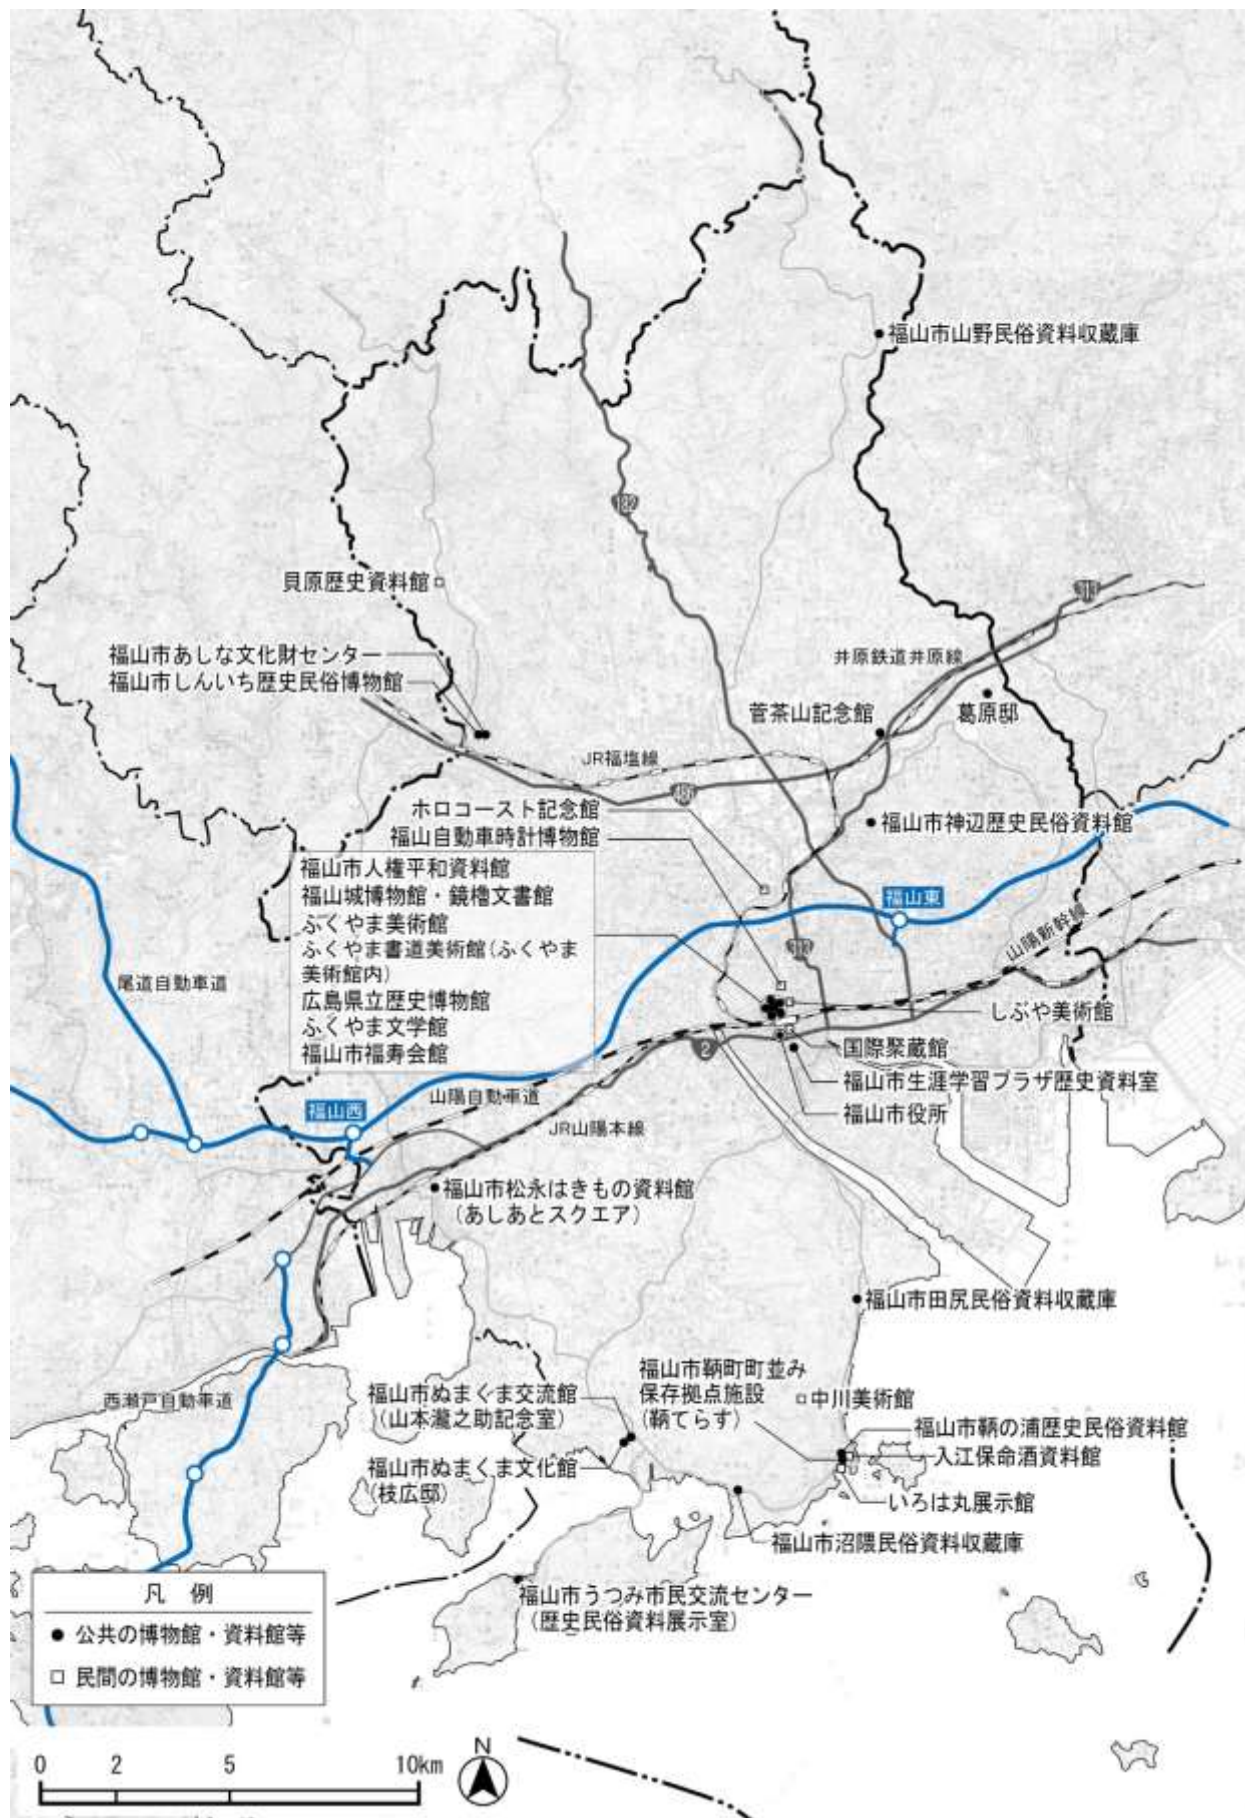 福山市山野民俗資料収蔵庫
182
貝原歴史資料館
313
福山市あしな文化財センター
福山市しんいち歴史民俗博物館
井原鉄道井原線
菅茶山記念館
葛原邸
JR福塩線
486
ホロコースト記念館
福山自動車時計博物館
福山市神辺歴史民俗資料館
福山市人権平和資料館
福山城博物館・鏡櫓文書館
ふくやま美術館
ふくやま書道美術館(ふくやま
美術館内)
広島県立歴史博物館
ふくやま文学館
福山市福寿会館
福山東
山陽新幹線
尾道自動車道
しぶや美術館
2
国際聚蔵館
福山市生涯学習プラザ歴史資料室
福山市役所
山陽自動車道
福山西
JR山陽本線
福山市松永はきもの資料館
(あしあとスクエア)
福山市田尻民俗資料収蔵庫
西瀬戸自動車道
福山市鞆町町並み
保存拠点施設
(鞆てらす)
中川美術館
福山市ぬまくま交流館
(山本瀧之助記念室)
福山市鞆の浦歴史民俗資料館
入江保命酒資料館
福山市ぬまくま文化館
(枝広邸)
いろは丸展示館
福山市沼隈民俗資料収蔵庫
福山市うつみ市民交流センター
(歴史民俗資料展示室)
凡 例
● 公共の博物館・資料館等
□ 民間の博物館・資料館等
0 2 5 10km
N